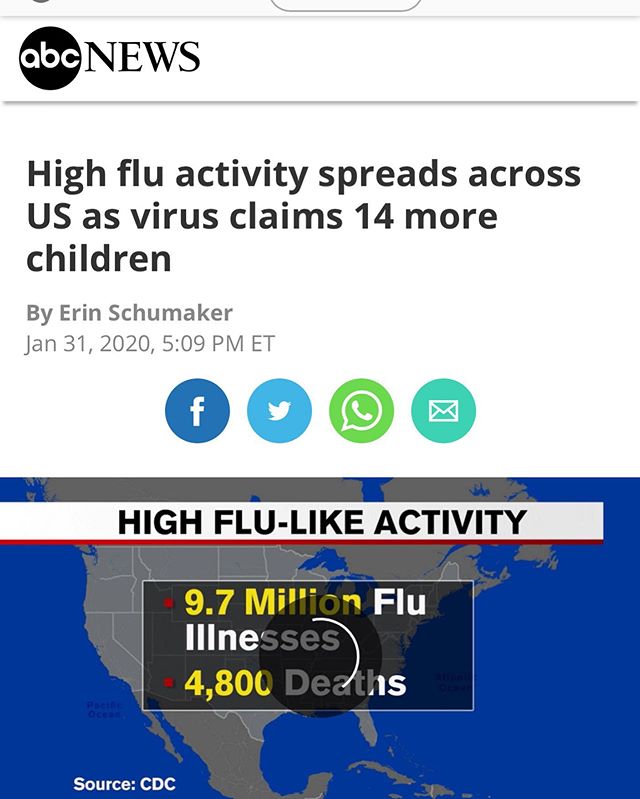 abc NEWS
High flu activity spreads across
US as virus claims 14 more
children
By Erin Schumaker
Jan 31, 2020, 5:09 PM ET
f
HIGH FLU-LIKE ACTIVITY
9.7 Million Flu
Illnesses
4,800 Deaths
Atlantic
Ocean
Pacific
Ocean
Source: CDC